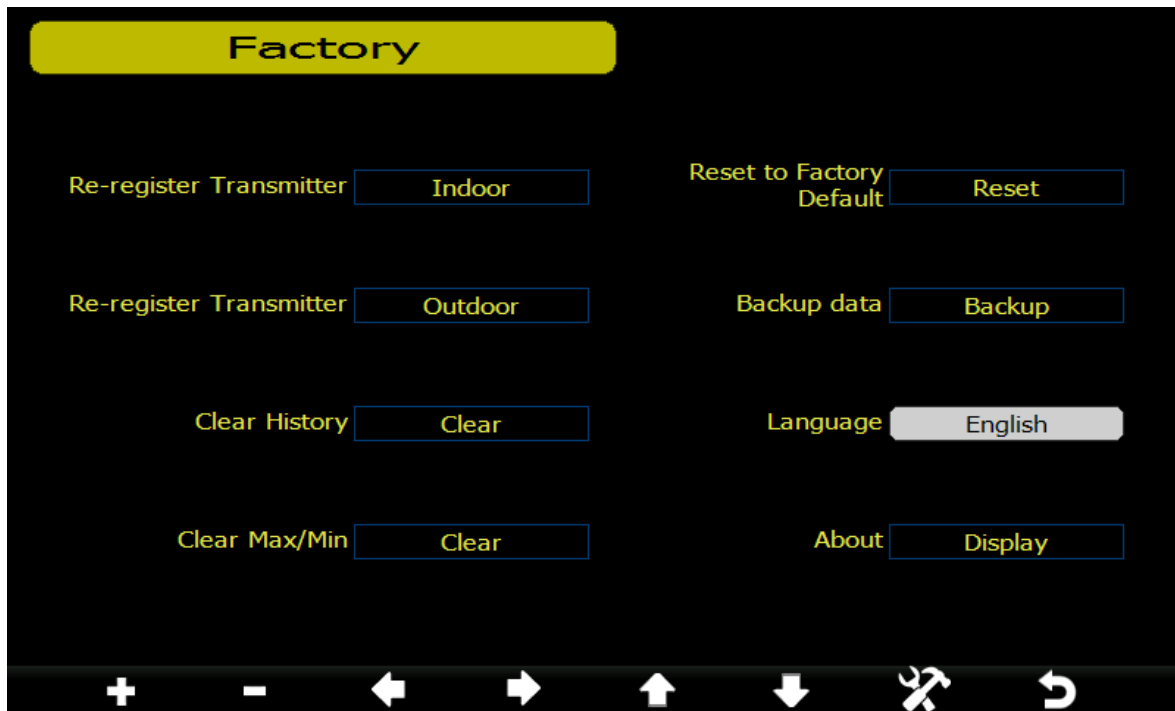 Factory
Re-register Transmitter Indoor
Reset to Factory Default Reset
Re-register Transmitter Outdoor
Backup data Backup
Clear History Clear
Language English
Clear Max/Min Clear
About Display